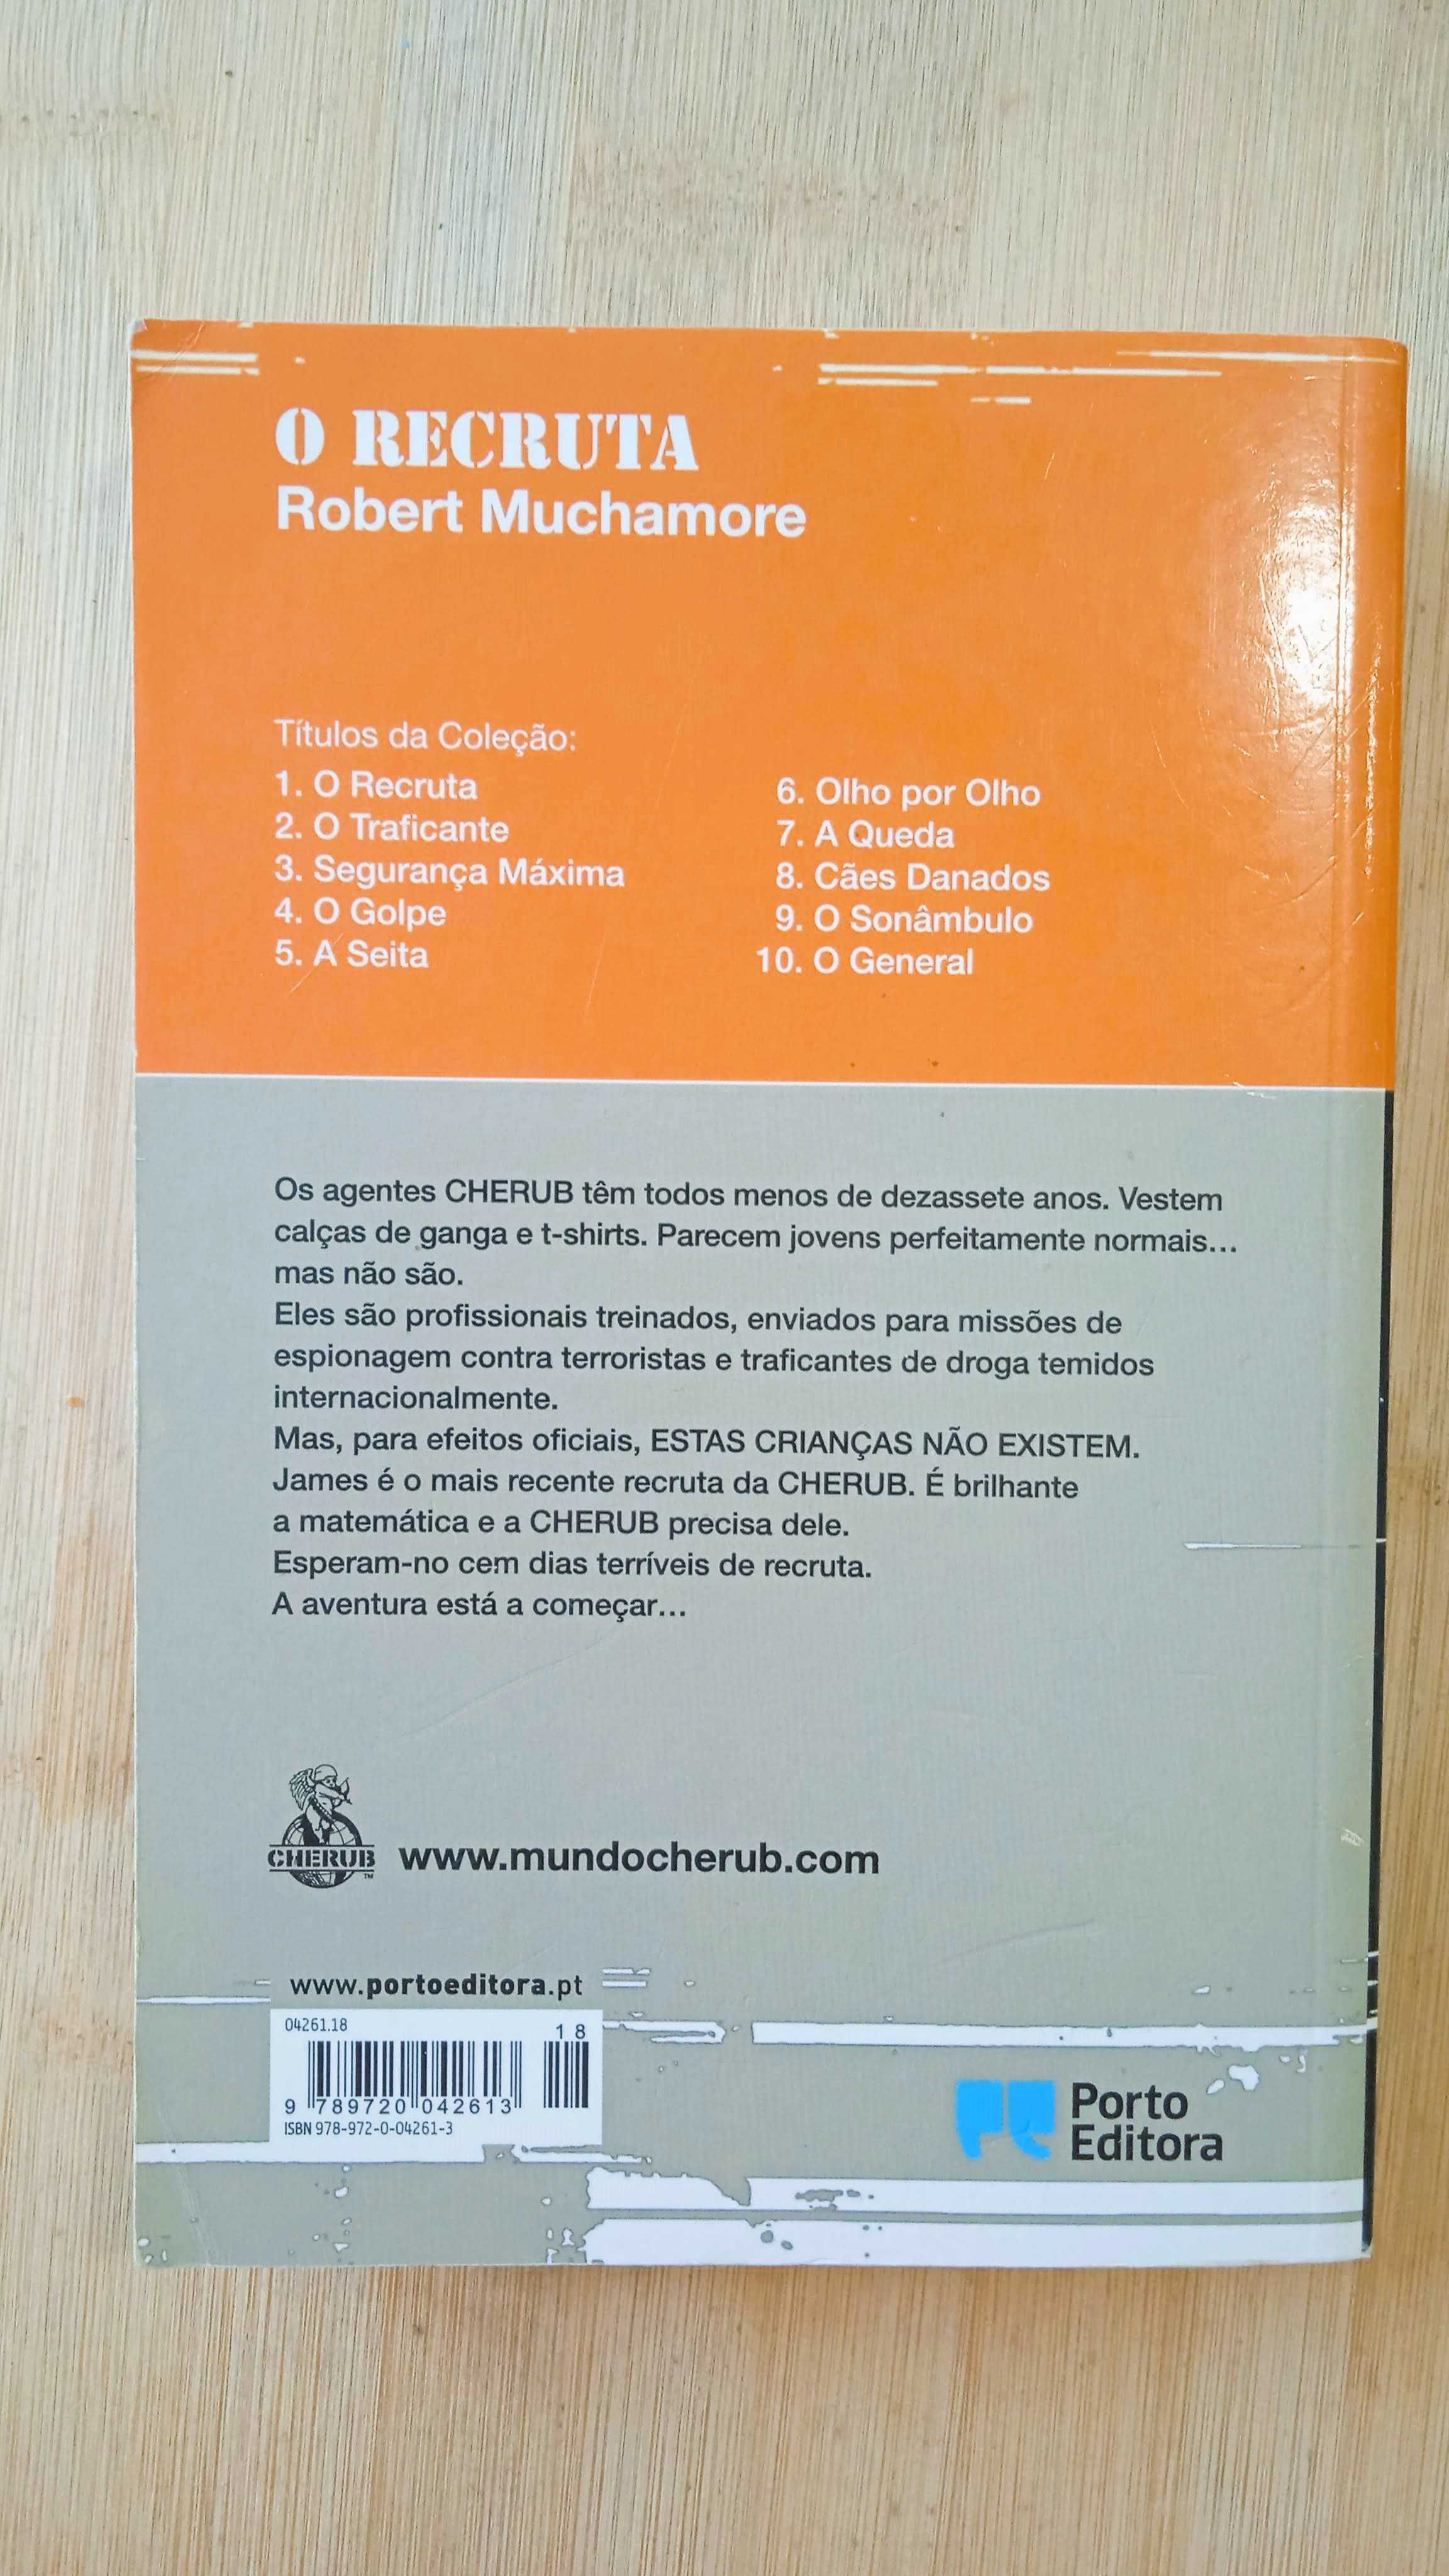 O RECRUTA
Robert Muchamore
Títulos da Coleção:
1. O Recruta
2. O Traficante
3. Segurança Máxima
4. O Golpe
5. A Seita
6. Olho por Olho
7. A Queda
8. Cães Danados
9. O Sonâmbulo
10. O General
Os agentes CHERUB têm todos menos de dezassete anos. Vestem
calças de ganga e t-shirts. Parecem jovens perfeitamente normais...
mas não são.
Eles são profissionais treinados, enviados para missões de
espionagem contra terroristas e traficantes de droga temidos
internacionalmente.
Mas, para efeitos oficiais, ESTAS CRIANÇAS NÃO EXISTEM.
James é o mais recente recruta da CHERUB. É brilhante
a matemática e a CHERUB precisa dele.
Esperam-no cem dias terríveis de recruta.
A aventura está a começar...
CHERUB™
www.mundocherub.com
www.portoeditora.pt
04261.18
18
9 789720 042613
ISBN 978-972-0-04261-3
Porto
Editora